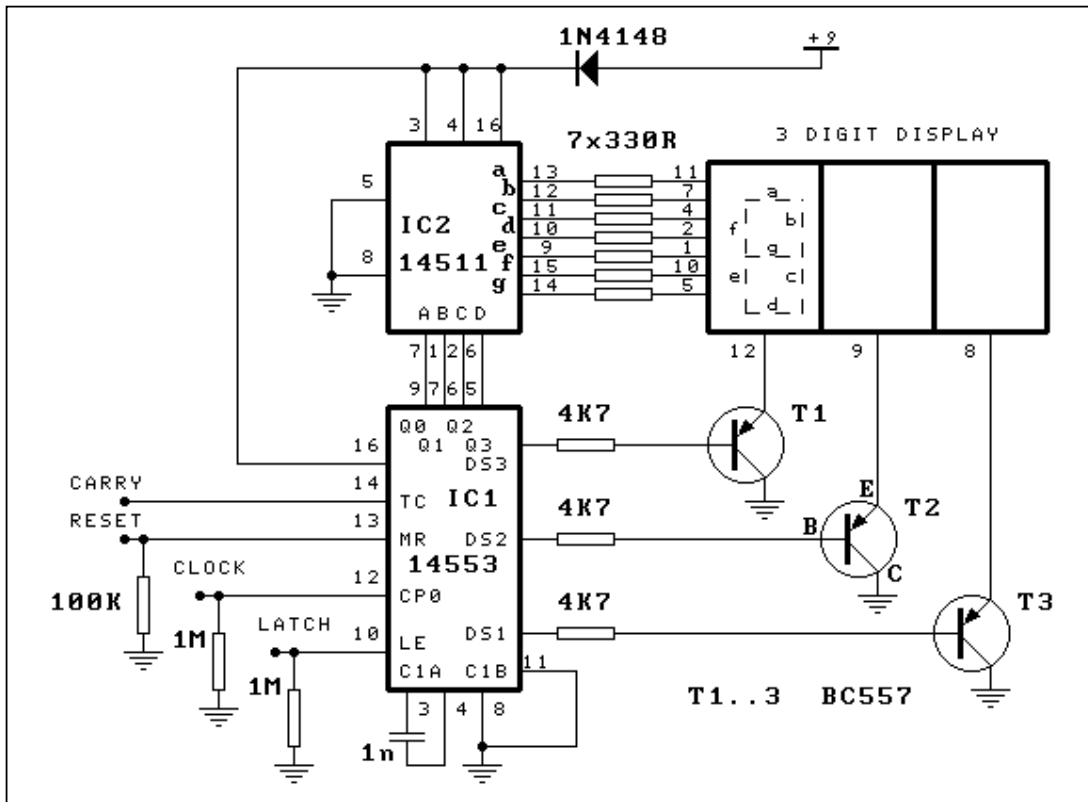 1N4148
+9
3 4 16
7x330R
3 DIGIT DISPLAY
5
8
IC2
14511
a 13 11
b 12 7
c 11 4
d 10 2
e 9 1
f 15 10
g 14 5
A B C D
a
f b
g
e c
d
12 9 8
7 1 2 6
9 7 6 5
Q0 Q2
Q1 Q3
DS3
4K7
T1
16
CARRY
14
TC
IC1
RESET
13
MR
DS2
4K7
B
E
C
T2
14553
CLOCK
12
CP0
100K
1M
LATCH
10
LE
DS1
4K7
T3
C1A C1B
11
1M
3 4 8
1n
T1..3 BC557